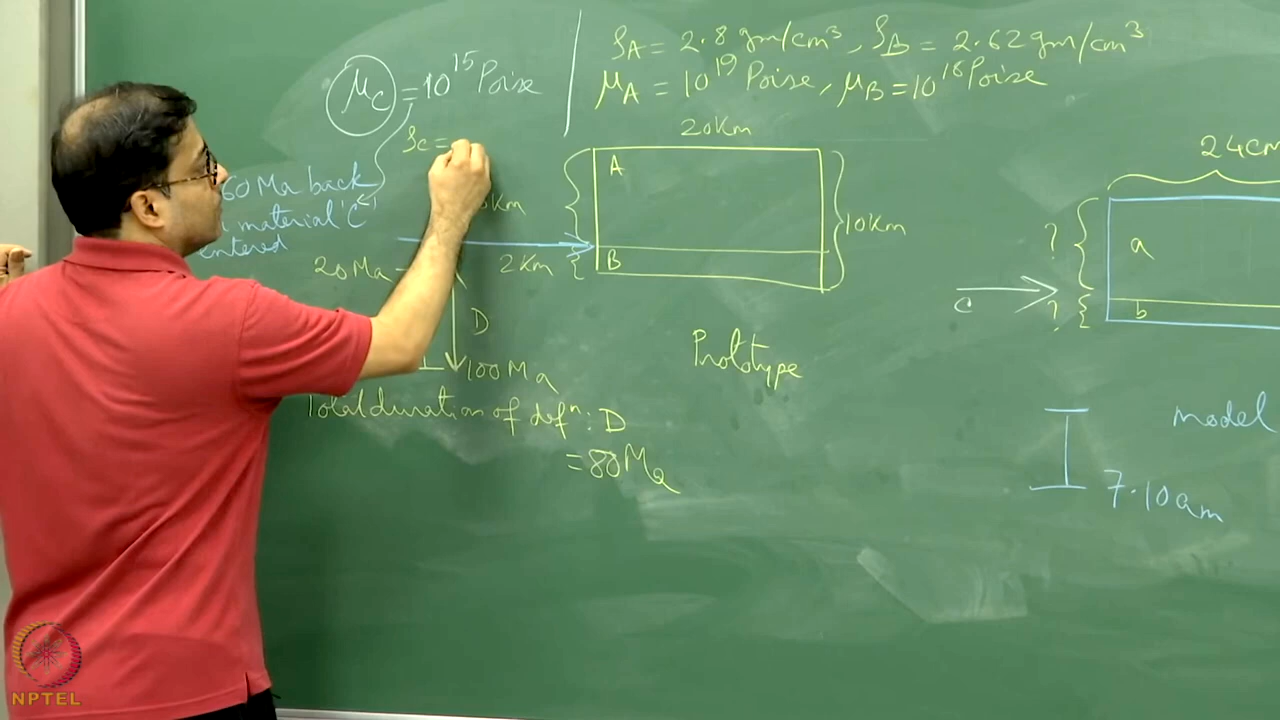 μC = 10^15 Poise
ρC =
ρA = 2.8 gm/cm³, ρB = 2.62 gm/cm³
μA = 10^19 Poise, μB = 10^18 Poise
60 Ma back
material 'C'
entered
20 Ma
D
100 Ma
Total duration of defⁿ: D
= 80 Ma
20 Km
Km
2 Km
A
B
10 Km
Prototype
24 cm
?
?
a
b
c
model
7.10 am
NPTEL